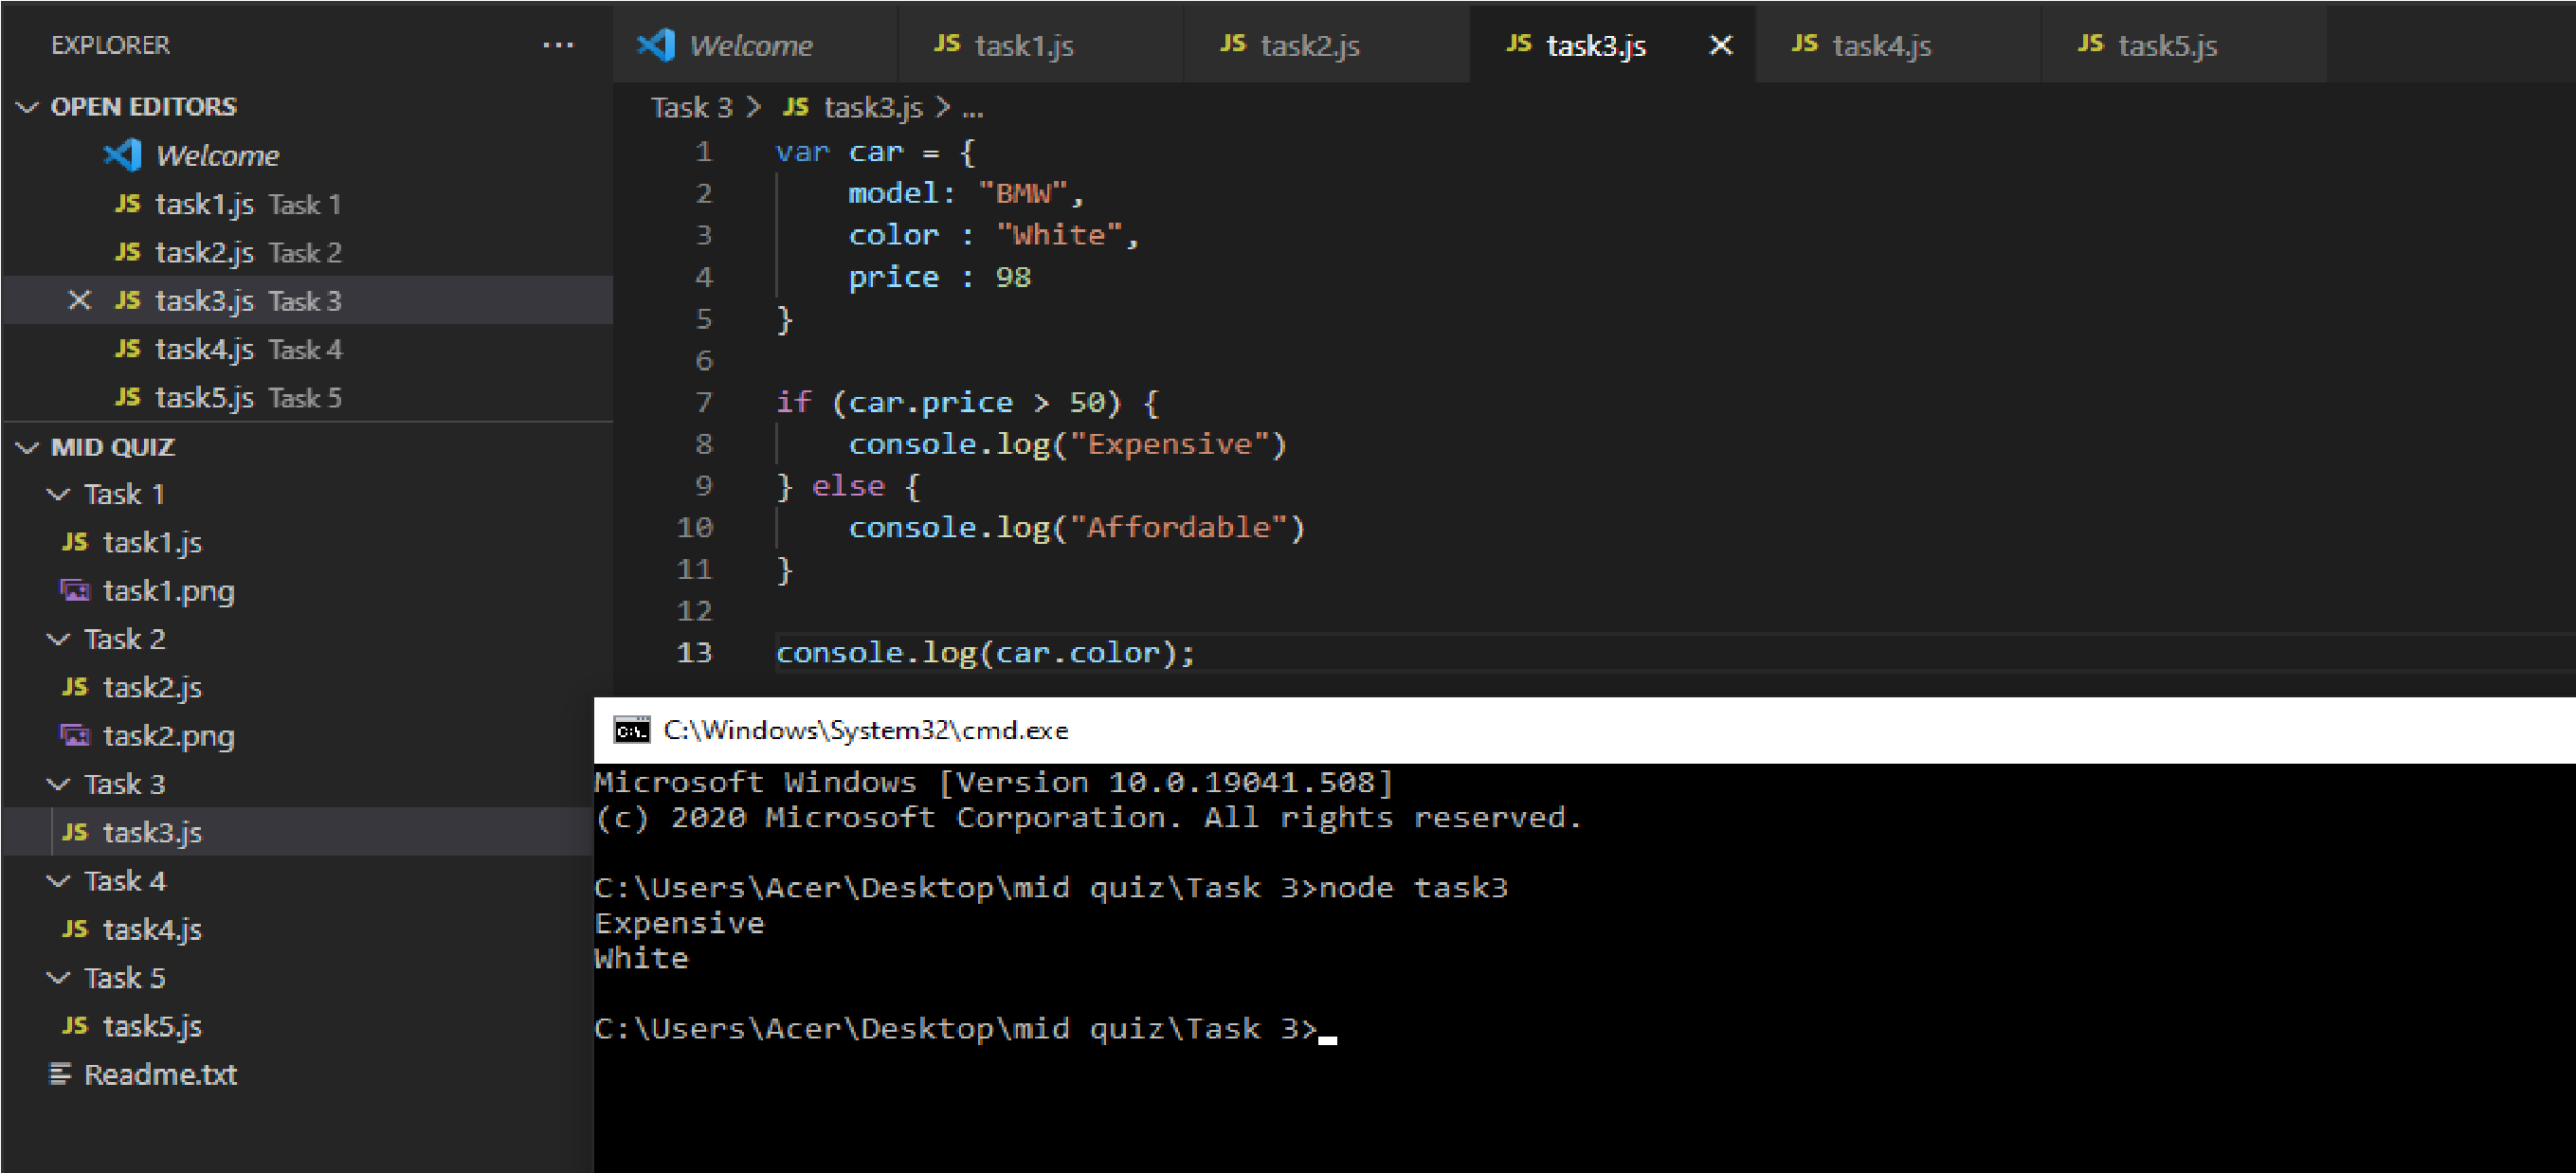 EXPLORER ...
OPEN EDITORS
Welcome
JS task1.js Task 1
JS task2.js Task 2
JS task3.js Task 3
JS task4.js Task 4
JS task5.js Task 5
MID QUIZ
Task 1
JS task1.js
task1.png
Task 2
JS task2.js
task2.png
Task 3
JS task3.js
Task 4
JS task4.js
Task 5
JS task5.js
Readme.txt
Welcome JS task1.js JS task2.js JS task3.js JS task4.js JS task5.js
Task 3 > JS task3.js > ...
1 var car = {
2 model: "BMW",
3 color : "White",
4 price : 98
5 }
6
7 if (car.price > 50) {
8 console.log("Expensive")
9 } else {
10 console.log("Affordable")
11 }
12
13 console.log(car.color);
C:\Windows\System32\cmd.exe
Microsoft Windows [Version 10.0.19041.508]
(c) 2020 Microsoft Corporation. All rights reserved.
C:\Users\Acer\Desktop\mid quiz\Task 3>node task3
Expensive
White
C:\Users\Acer\Desktop\mid quiz\Task 3>